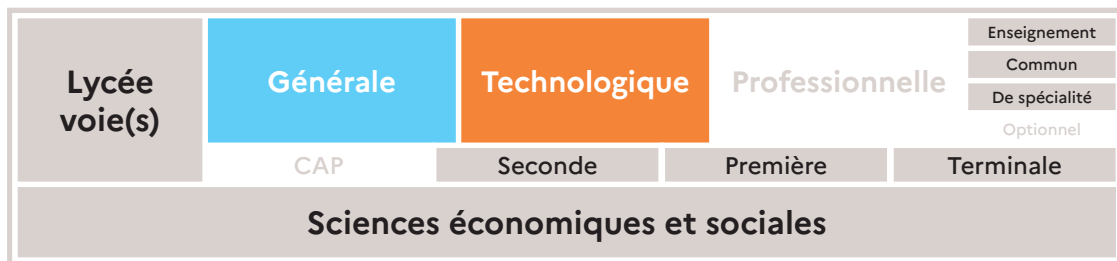 Lycée
voie(s)
Générale
Technologique
Professionnelle
Enseignement
Commun
De spécialité
Optionnel
CAP
Seconde
Première
Terminale
Sciences économiques et sociales